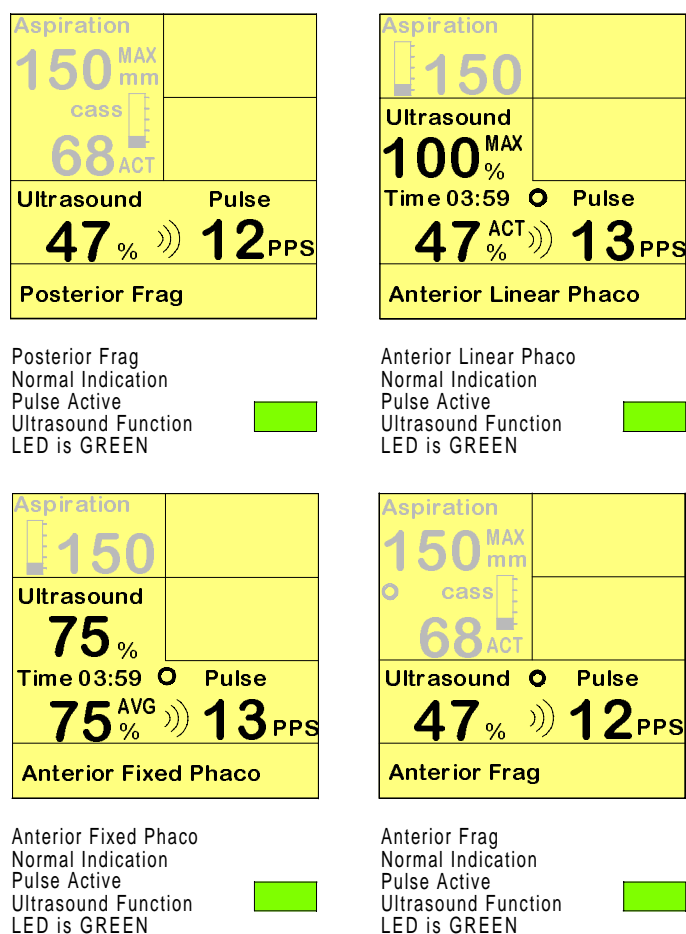 Aspiration
150 MAX mm
cass
68 ACT
Ultrasound Pulse
47 % 12 PPS
Posterior Frag
Posterior Frag
Normal Indication
Pulse Active
Ultrasound Function
LED is GREEN
Aspiration
150
Ultrasound
100 MAX %
Time 03:59 Pulse
47 ACT % 13 PPS
Anterior Linear Phaco
Anterior Linear Phaco
Normal Indication
Pulse Active
Ultrasound Function
LED is GREEN
Aspiration
150
Ultrasound
75 %
Time 03:59 Pulse
75 AVG % 13 PPS
Anterior Fixed Phaco
Anterior Fixed Phaco
Normal Indication
Pulse Active
Ultrasound Function
LED is GREEN
Aspiration
150 MAX mm
cass
68 ACT
Ultrasound Pulse
47 % 12 PPS
Anterior Frag
Anterior Frag
Normal Indication
Pulse Active
Ultrasound Function
LED is GREEN